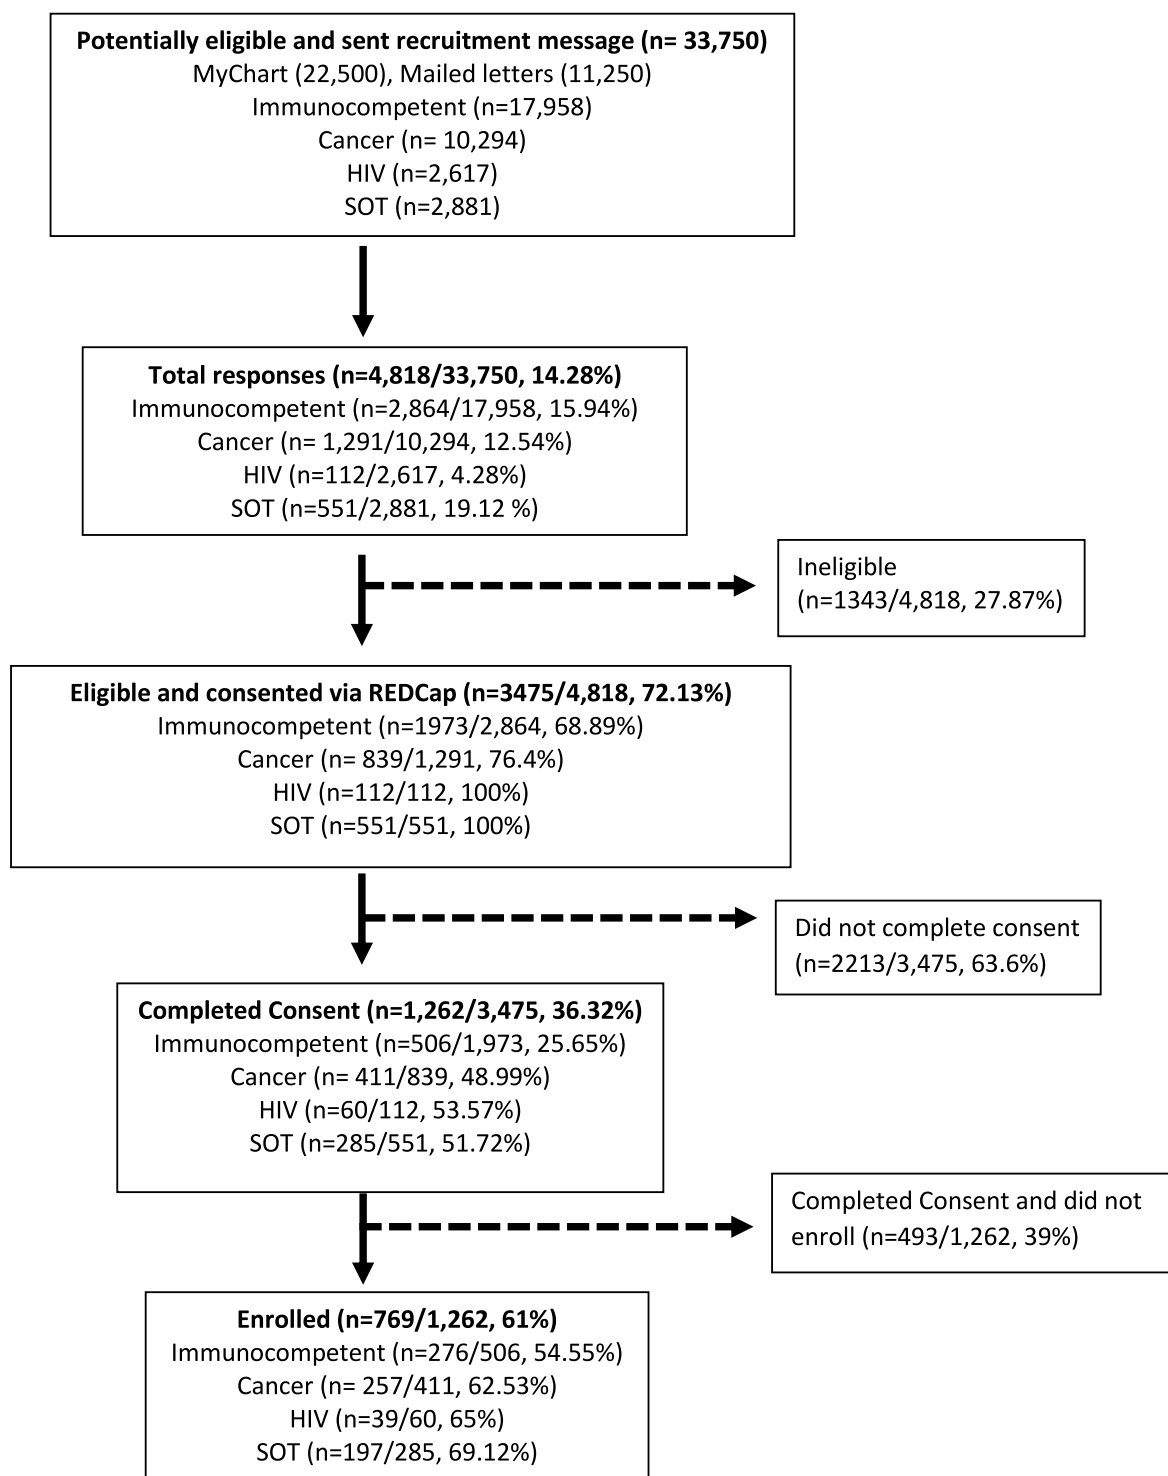 Potentially eligible and sent recruitment message (n= 33,750)
MyChart (22,500), Mailed letters (11,250)
Immunocompetent (n=17,958)
Cancer (n= 10,294)
HIV (n=2,617)
SOT (n=2,881)
Total responses (n=4,818/33,750, 14.28%)
Immunocompetent (n=2,864/17,958, 15.94%)
Cancer (n= 1,291/10,294, 12.54%)
HIV (n=112/2,617, 4.28%)
SOT (n=551/2,881, 19.12 %)
Ineligible
(n=1343/4,818, 27.87%)
Eligible and consented via REDCap (n=3475/4,818, 72.13%)
Immunocompetent (n=1973/2,864, 68.89%)
Cancer (n= 839/1,291, 76.4%)
HIV (n=112/112, 100%)
SOT (n=551/551, 100%)
Did not complete consent
(n=2213/3,475, 63.6%)
Completed Consent (n=1,262/3,475, 36.32%)
Immunocompetent (n=506/1,973, 25.65%)
Cancer (n= 411/839, 48.99%)
HIV (n=60/112, 53.57%)
SOT (n=285/551, 51.72%)
Completed Consent and did not
enroll (n=493/1,262, 39%)
Enrolled (n=769/1,262, 61%)
Immunocompetent (n=276/506, 54.55%)
Cancer (n= 257/411, 62.53%)
HIV (n=39/60, 65%)
SOT (n=197/285, 69.12%)